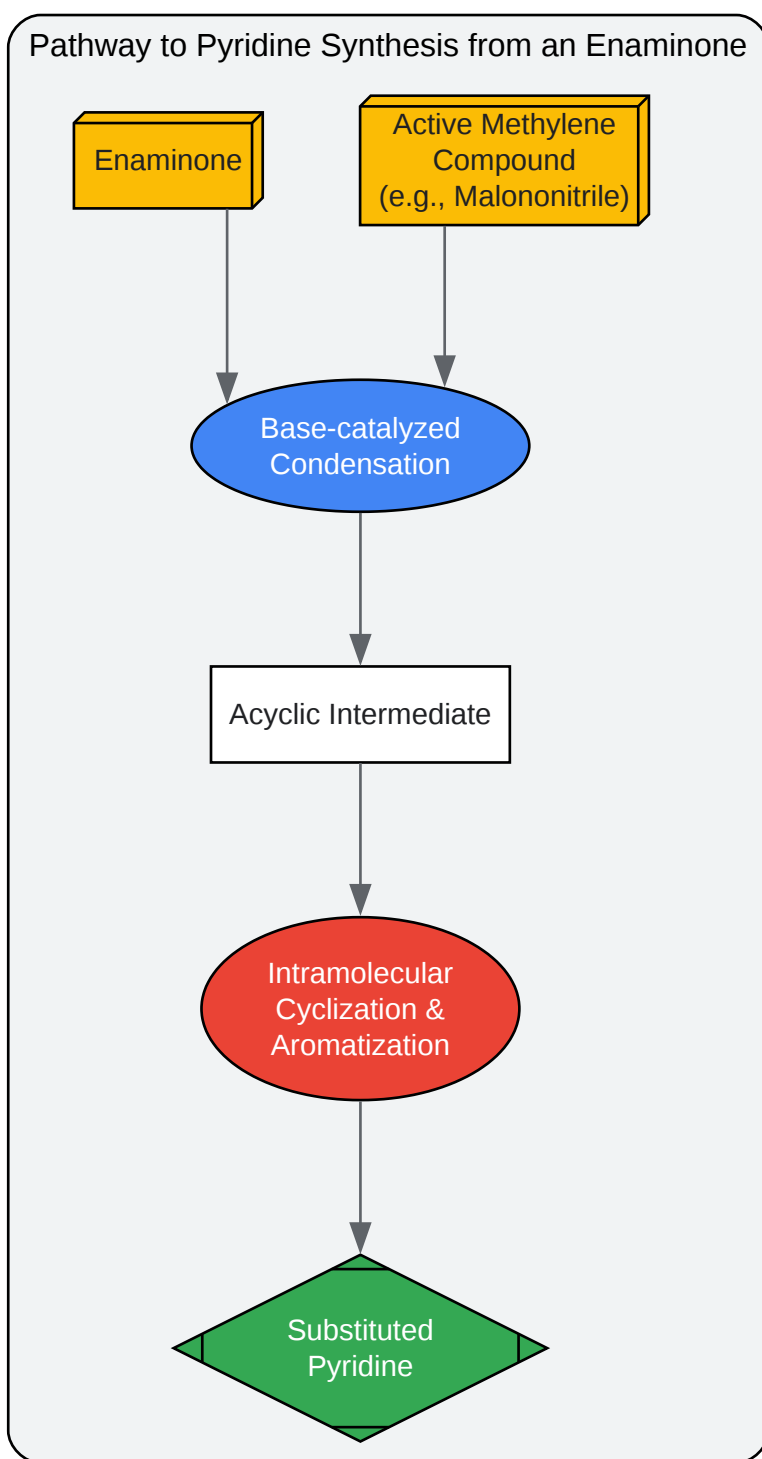 Pathway to Pyridine Synthesis from an Enaminone
Enaminone
Active Methylene
Compound
(e.g., Malononitrile)
Base-catalyzed
Condensation
Acyclic Intermediate
Intramolecular
Cyclization &
Aromatization
Substituted
Pyridine